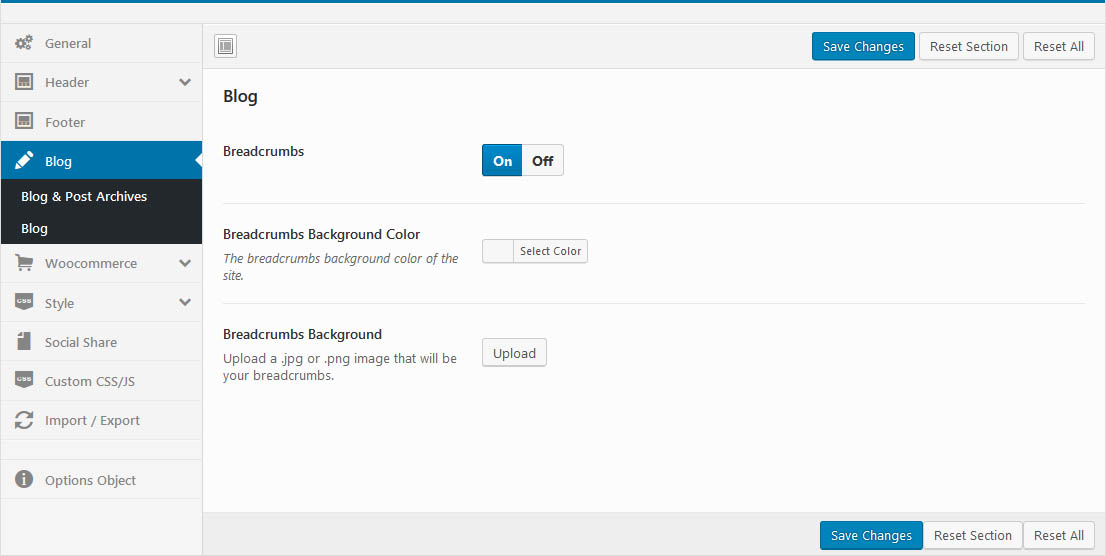 General
Header
Footer
Blog
Blog & Post Archives
Blog
Woocommerce
CSS
Style
Social Share
CSS
Custom CSS/JS
Import / Export
Options Object
Save Changes
Reset Section
Reset All
Blog
Breadcrumbs
On
Off
Breadcrumbs Background Color
The breadcrumbs background color of the
site.
Select Color
Breadcrumbs Background
Upload a .jpg or .png image that will be
your breadcrumbs.
Upload
Save Changes
Reset Section
Reset All